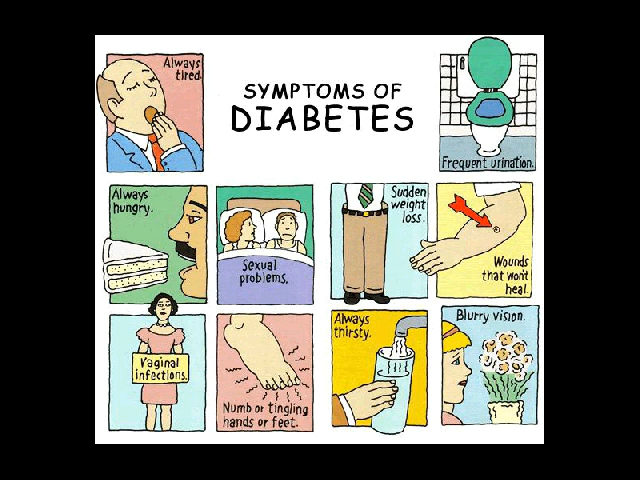 SYMPTOMS OF
DIABETES
Always
tired.
Frequent urination.
Always
hungry.
Sexual
problems.
Sudden
weight
loss.
Wounds
that won't
heal.
Vaginal
infections.
Numb or tingling
hands or feet.
Always
thirsty.
Blurry vision.